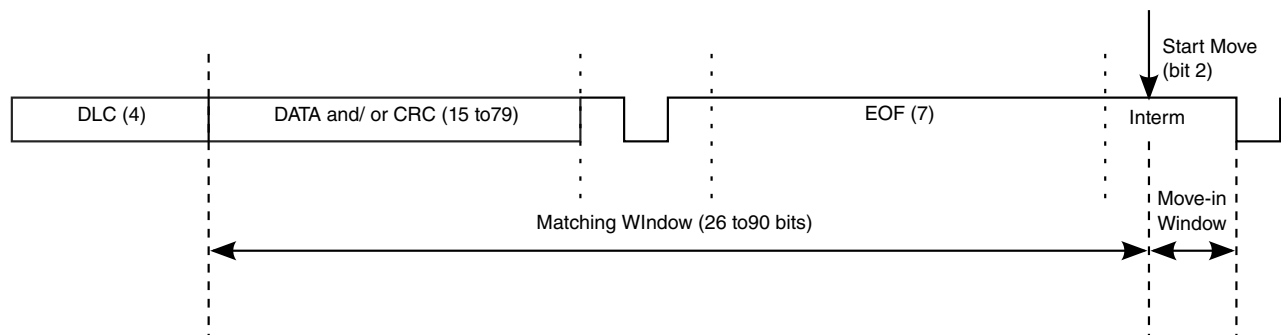 Start Move
(bit 2)
DLC (4)
DATA and/ or CRC (15 to79)
EOF (7)
Interm
Matching WIndow (26 to90 bits)
Move-in
Window